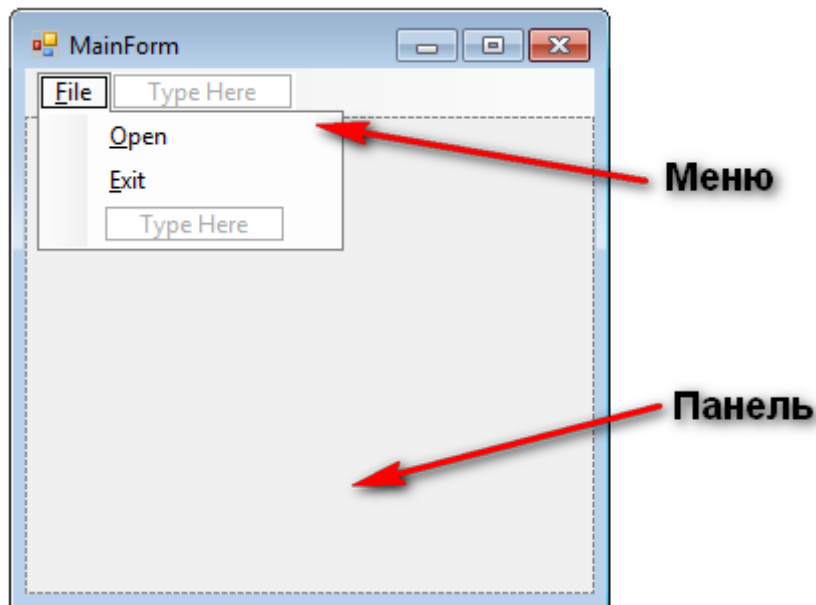 MainForm
File Type Here
Open
Exit
Type Here
Меню
Панель